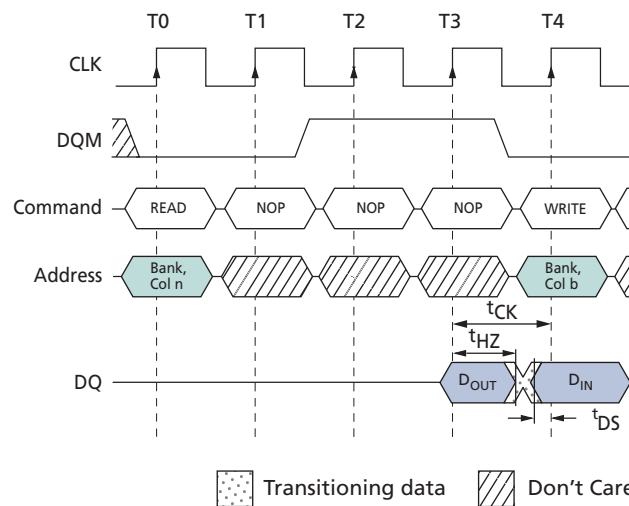 T0 T1 T2 T3 T4
CLK
DQM
Command READ NOP NOP NOP WRITE
Address Bank, Col n Bank, Col b
tCK
tHZ
DQ DOUT DIN
tDS
Transitioning data Don't Care